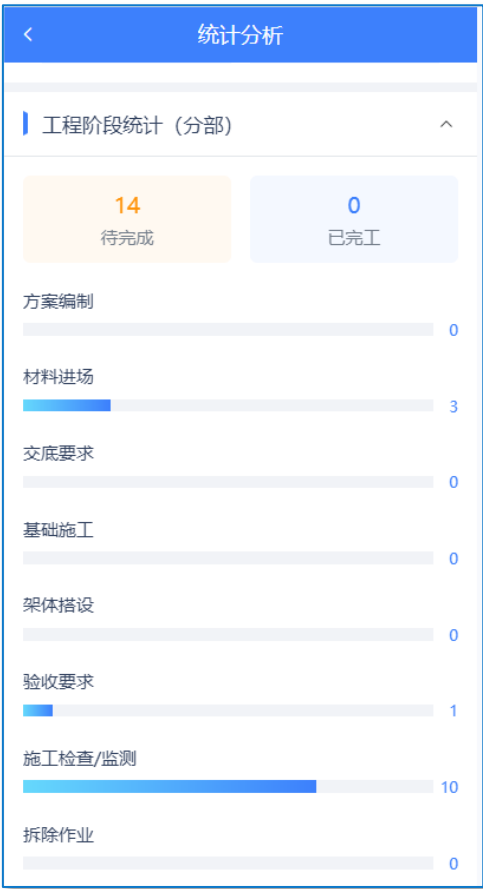 统计分析
工程阶段统计（分部）
14
待完成
0
已完工
方案编制
0
材料进场
3
交底要求
0
基础施工
0
架体搭设
0
验收要求
1
施工检查/监测
10
拆除作业
0